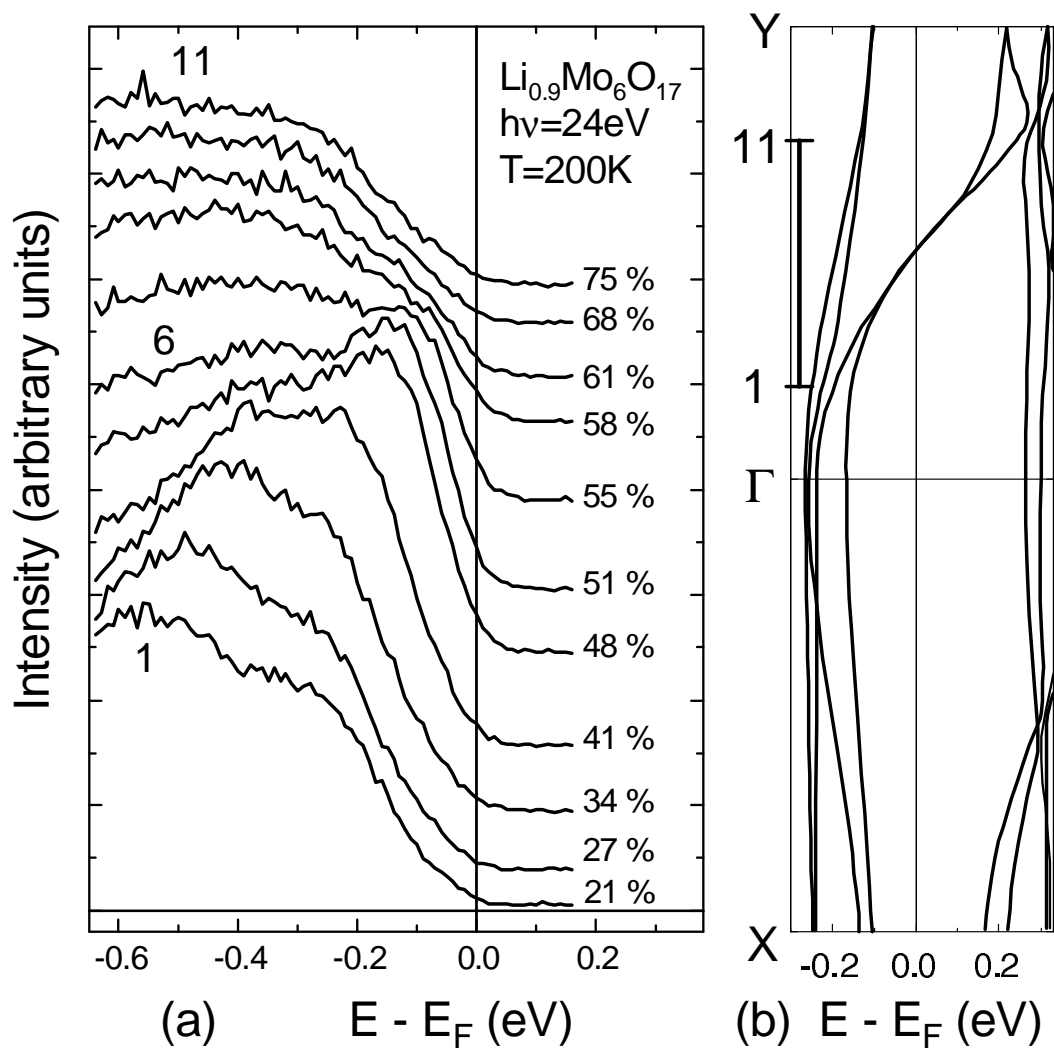 11
Li0.9Mo6O17
hν=24eV
T=200K
75 %
68 %
61 %
58 %
6
55 %
51 %
48 %
1
41 %
34 %
27 %
21 %
Intensity (arbitrary units)
-0.6 -0.4 -0.2 0.0 0.2
(a) E - EF (eV)
Y
11
1
Γ
X
-0.2 0.0 0.2
(b) E - EF (eV)